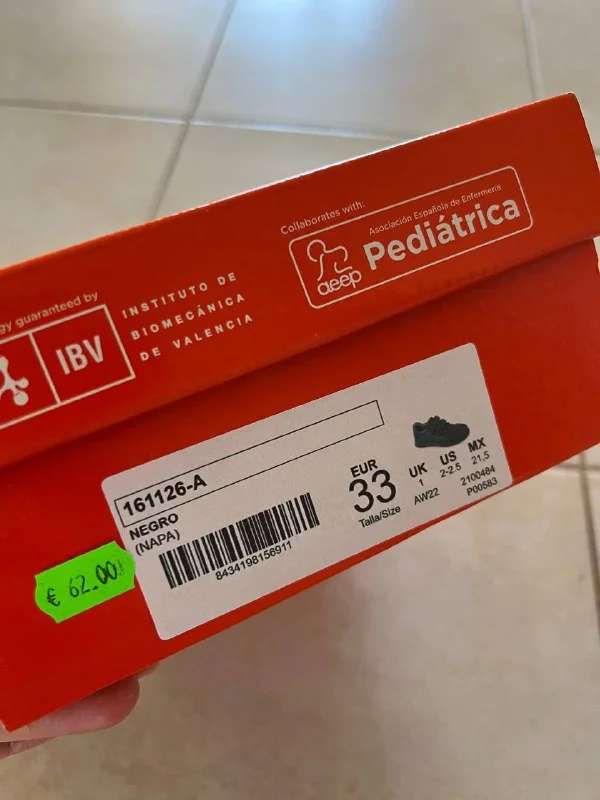 Collaborates with:
aeep
Asociación Española de Enfermería
Pediátrica
gy guaranteed by
IBV
INSTITUTO DE
BIOMECÁNICA
DE VALENCIA
161126-A
NEGRO
(NAPA)
8434198156911
EUR
33
Talla/Size
UK
1
US
2-2.5
MX
21,5
AW22
2100484
P00583
€ 62.00